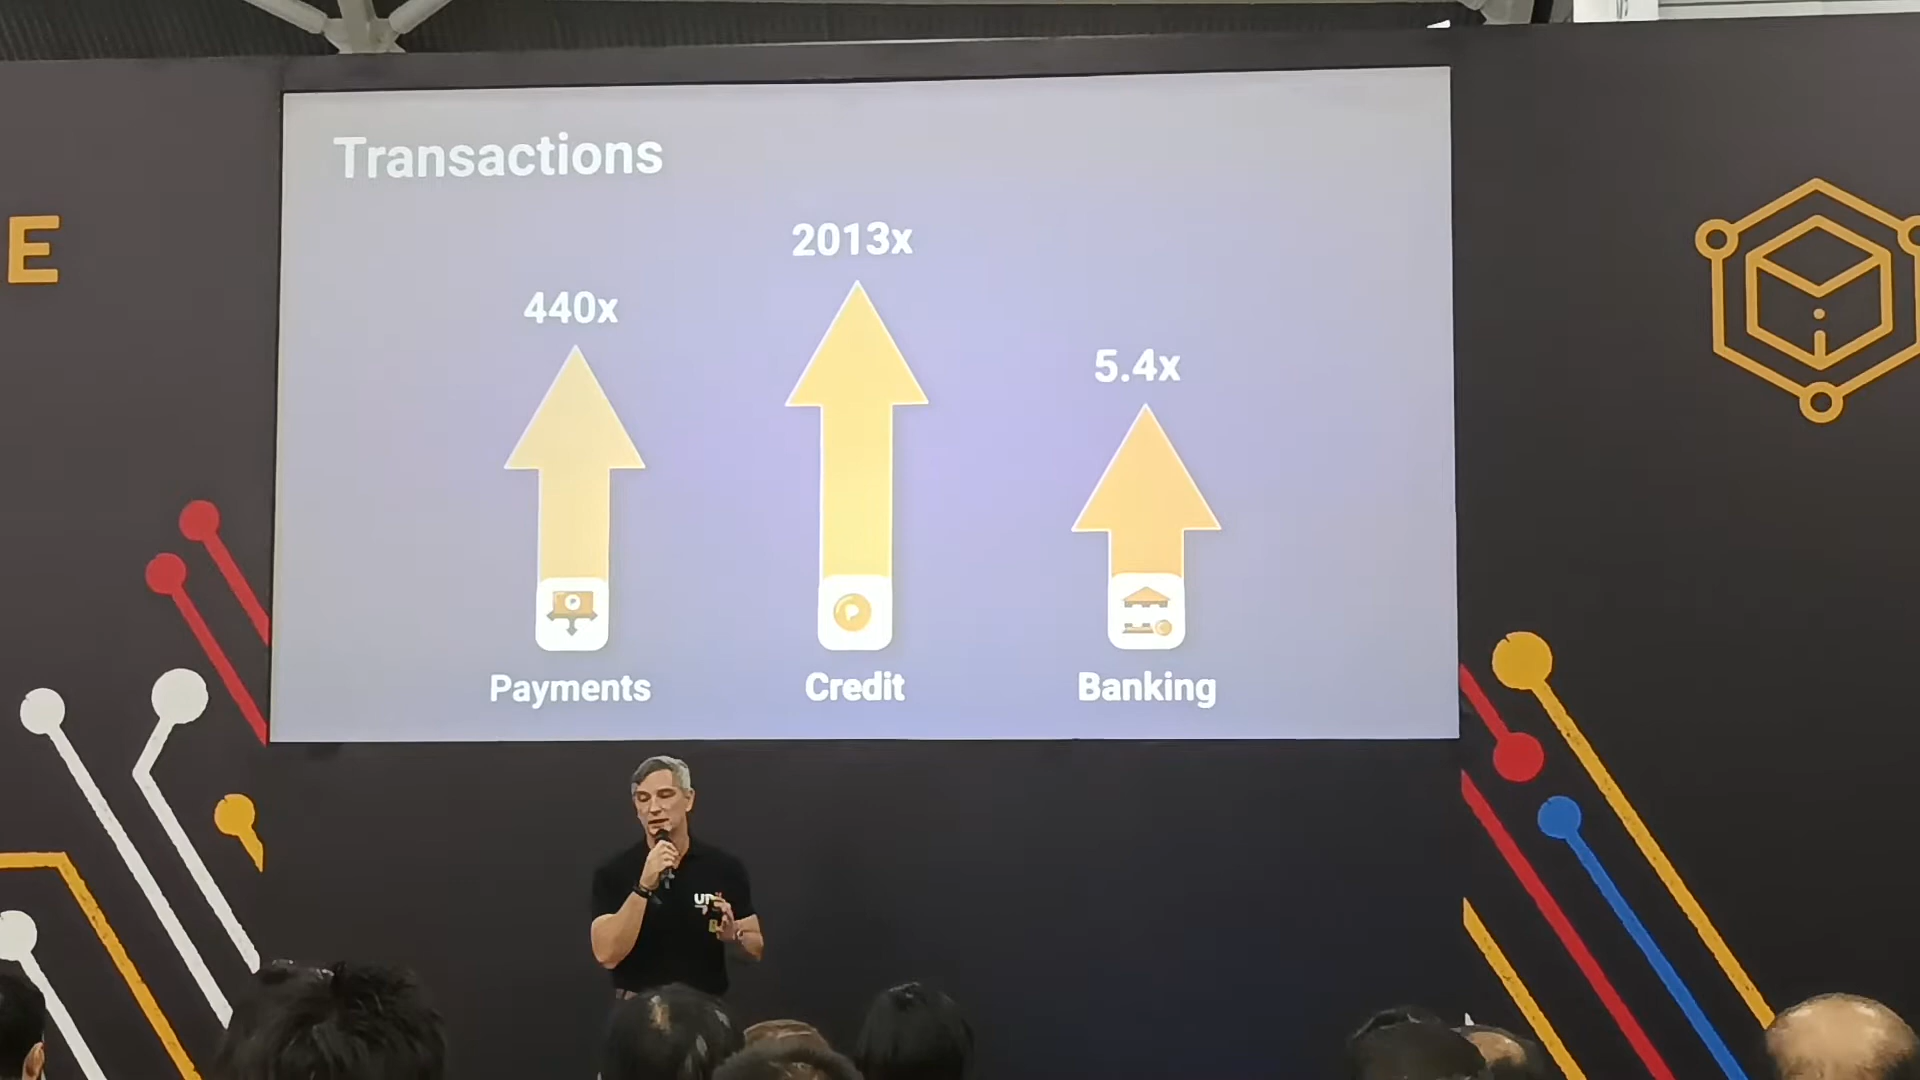 Transactions
2013x
440x
5.4x
E
Payments
Credit
Banking